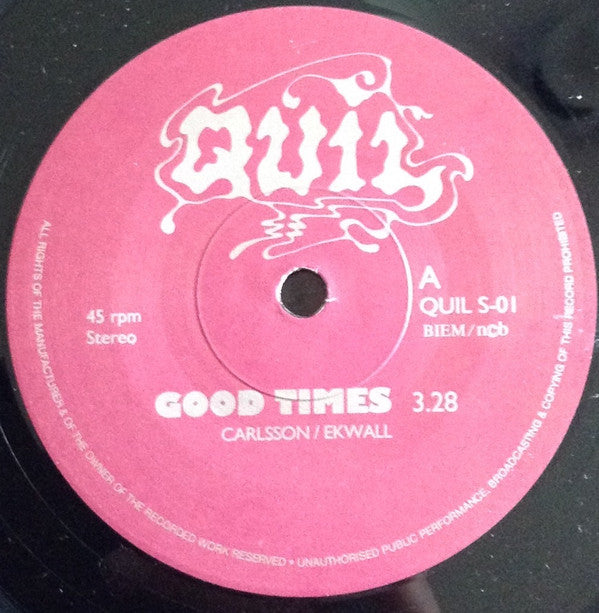 QUIL
A
QUIL S-01
BIEM/ncb
45 rpm
Stereo
GOOD TIMES 3.28
CARLSSON / EKWALL
ALL RIGHTS OF THE MANUFACTURER & OF THE OWNER OF THE RECORDED WORK RESERVED • UNAUTHORISED PUBLIC PERFORMANCE, BROADCASTING & COPYING OF THIS RECORD PROHIBITED